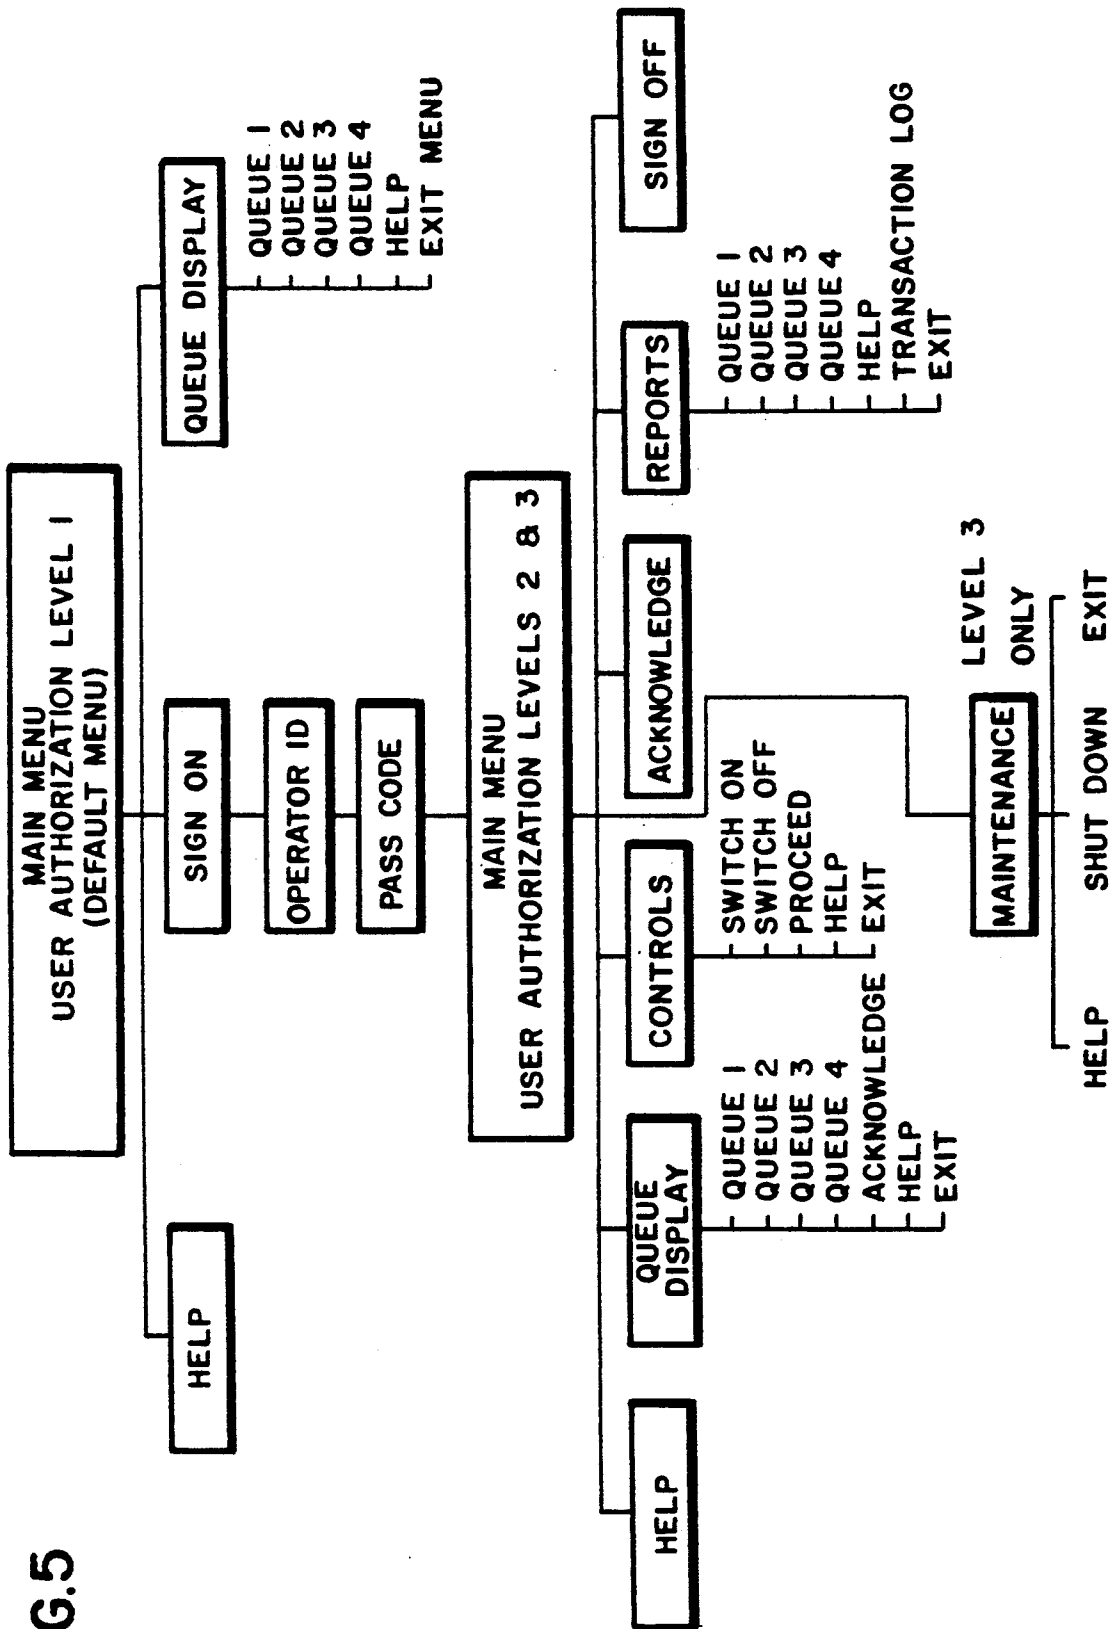 G.5
MAIN MENU
USER AUTHORIZATION LEVEL 1
(DEFAULT MENU)
HELP
SIGN ON
QUEUE DISPLAY
OPERATOR ID
PASS CODE
QUEUE 1
QUEUE 2
QUEUE 3
QUEUE 4
HELP
EXIT MENU
MAIN MENU
USER AUTHORIZATION LEVELS 2 & 3
HELP
QUEUE
DISPLAY
QUEUE 1
QUEUE 2
QUEUE 3
QUEUE 4
ACKNOWLEDGE
HELP
EXIT
CONTROLS
SWITCH ON
SWITCH OFF
PROCEED
HELP
EXIT
ACKNOWLEDGE
REPORTS
QUEUE 1
QUEUE 2
QUEUE 3
QUEUE 4
HELP
TRANSACTION LOG
EXIT
SIGN OFF
MAINTENANCE
LEVEL 3
ONLY
HELP
SHUT DOWN
EXIT